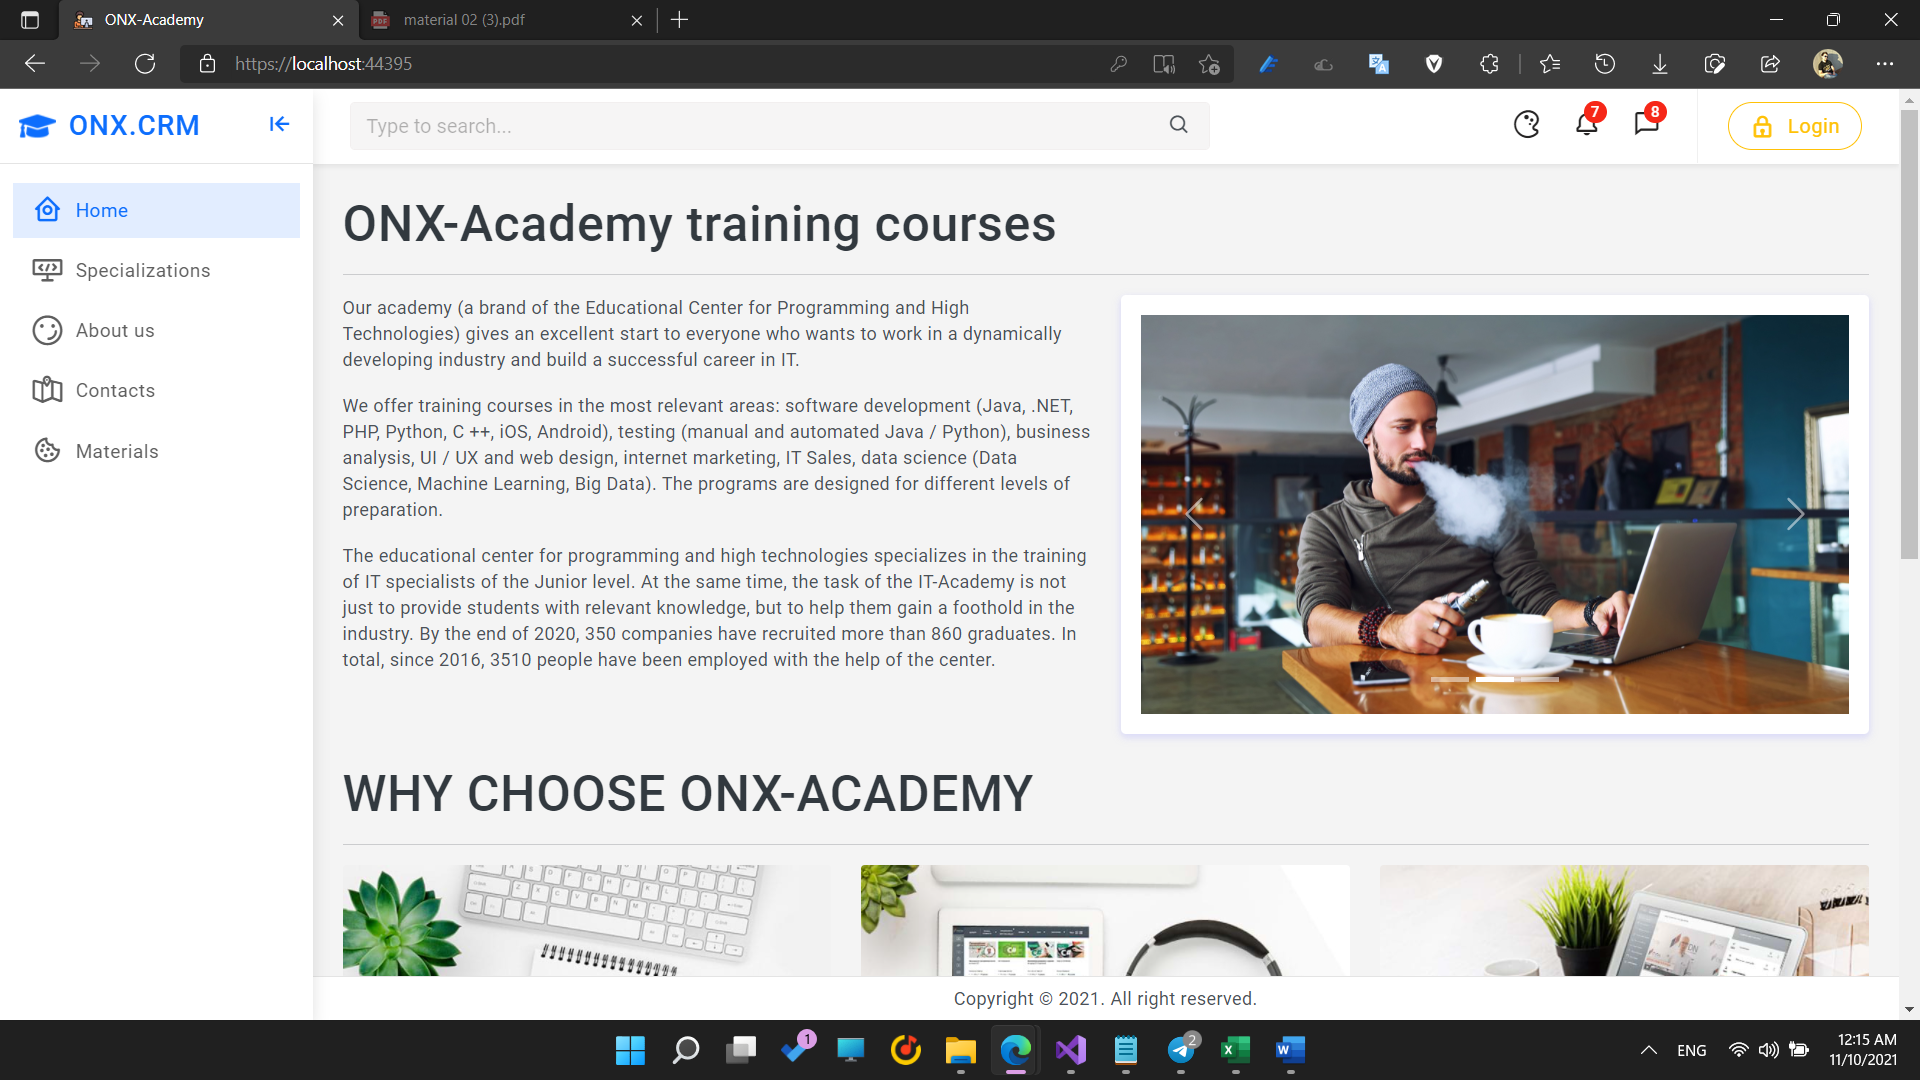 ONX-Academy
material 02 (3).pdf
https://localhost:44395
ONX.CRM
Type to search...
7
8
Login
Home
Specializations
About us
Contacts
Materials
ONX-Academy training courses
Our academy (a brand of the Educational Center for Programming and High
Technologies) gives an excellent start to everyone who wants to work in a dynamically
developing industry and build a successful career in IT.
We offer training courses in the most relevant areas: software development (Java, .NET,
PHP, Python, C ++, iOS, Android), testing (manual and automated Java / Python), business
analysis, UI / UX and web design, internet marketing, IT Sales, data science (Data
Science, Machine Learning, Big Data). The programs are designed for different levels of
preparation.
The educational center for programming and high technologies specializes in the training
of IT specialists of the Junior level. At the same time, the task of the IT-Academy is not
just to provide students with relevant knowledge, but to help them gain a foothold in the
industry. By the end of 2020, 350 companies have recruited more than 860 graduates. In
total, since 2016, 3510 people have been employed with the help of the center.
WHY CHOOSE ONX-ACADEMY
Copyright © 2021. All right reserved.
1
2
ENG
12:15 AM
11/10/2021